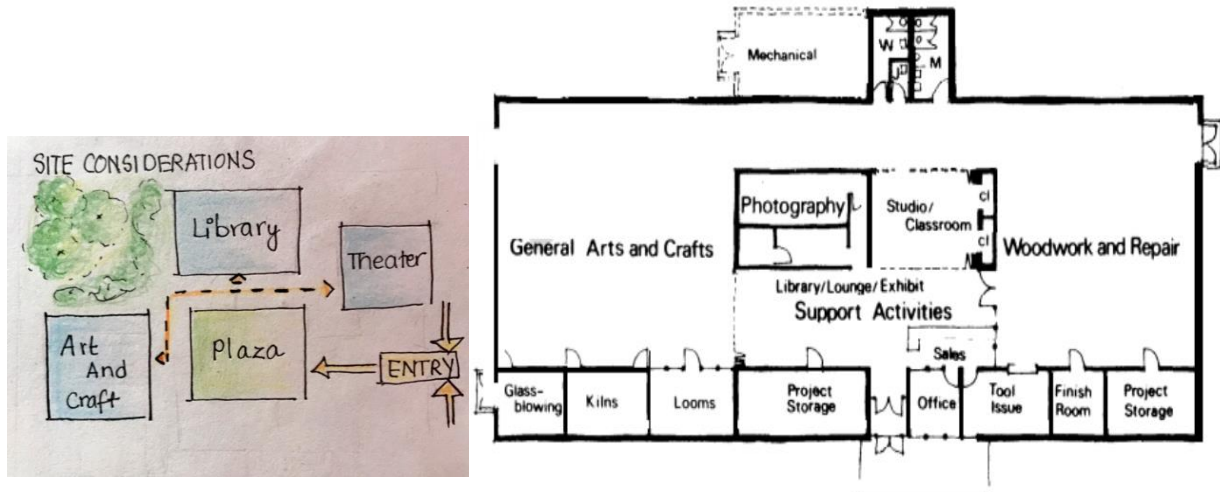 SITE CONSIDERATIONS
Library
Theater
Art
And
Craft
Plaza
ENTRY
Mechanical
W
M
J
Photography
Studio/
Classroom
cl
cl
General Arts and Crafts
Woodwork and Repair
Library/Lounge/Exhibit
Support Activities
Sales
Glass-
blowing
Kilns
Looms
Project
Storage
Office
Tool
Issue
Finish
Room
Project
Storage